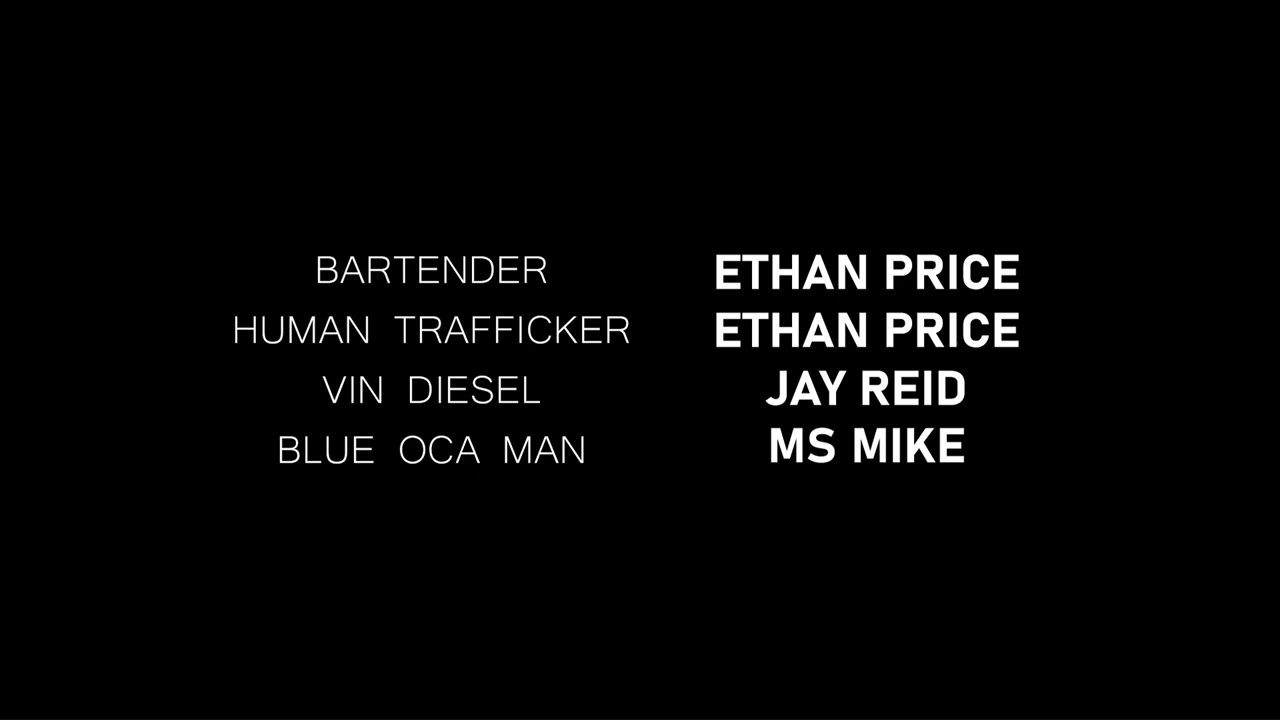 BARTENDER ETHAN PRICE
HUMAN TRAFFICKER ETHAN PRICE
VIN DIESEL JAY REID
BLUE OCA MAN MS MIKE